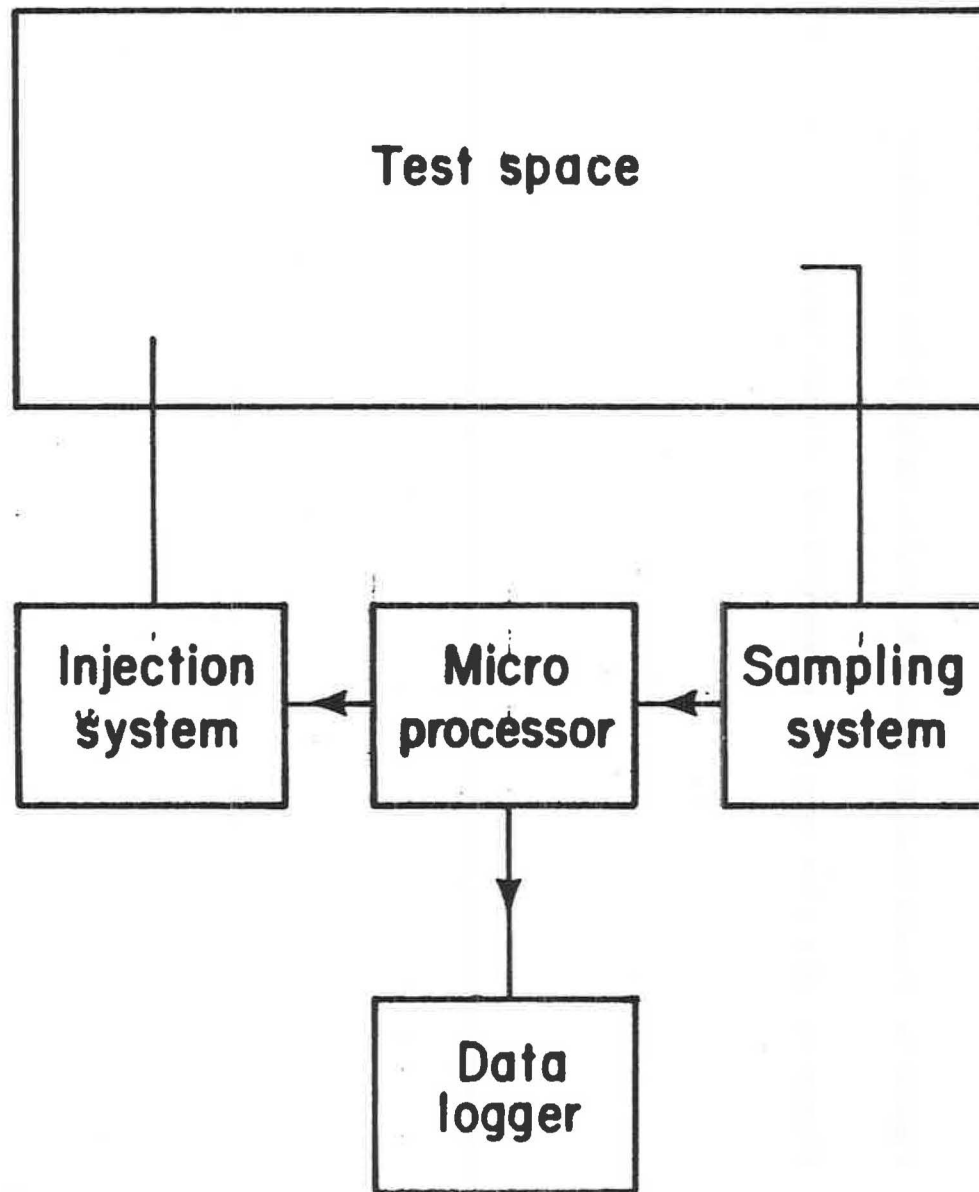 Test space
Injection
system
Micro
processor
Sampling
system
Data
logger